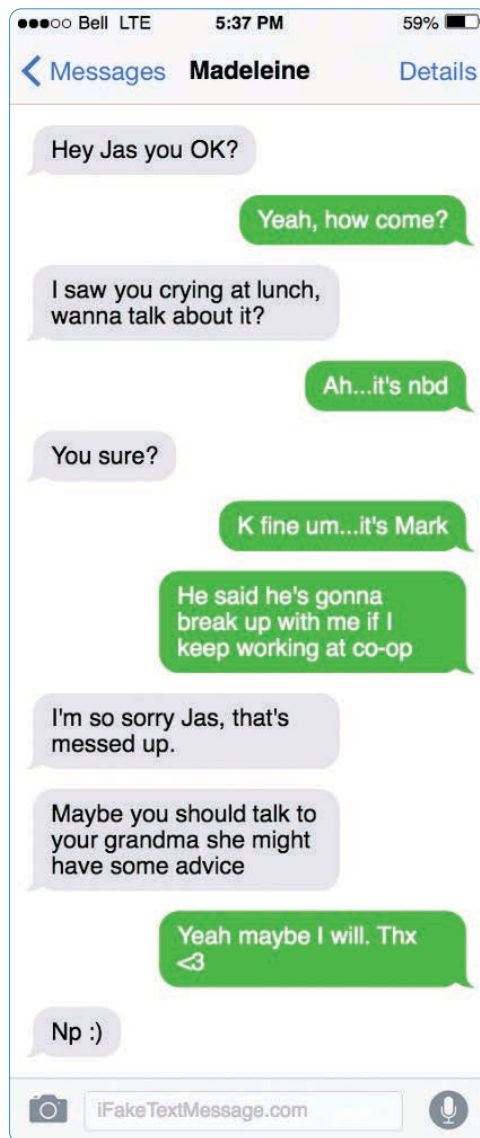 Bell LTE 5:37 PM 59%
Messages Madeleine Details
Hey Jas you OK?
Yeah, how come?
I saw you crying at lunch,
wanna talk about it?
Ah...it's nbd
You sure?
K fine um...it's Mark
He said he's gonna
break up with me if I
keep working at co-op
I'm so sorry Jas, that's
messed up.
Maybe you should talk to
your grandma she might
have some advice
Yeah maybe I will. Thx
<3
Np :)
iFakeTextMessage.com